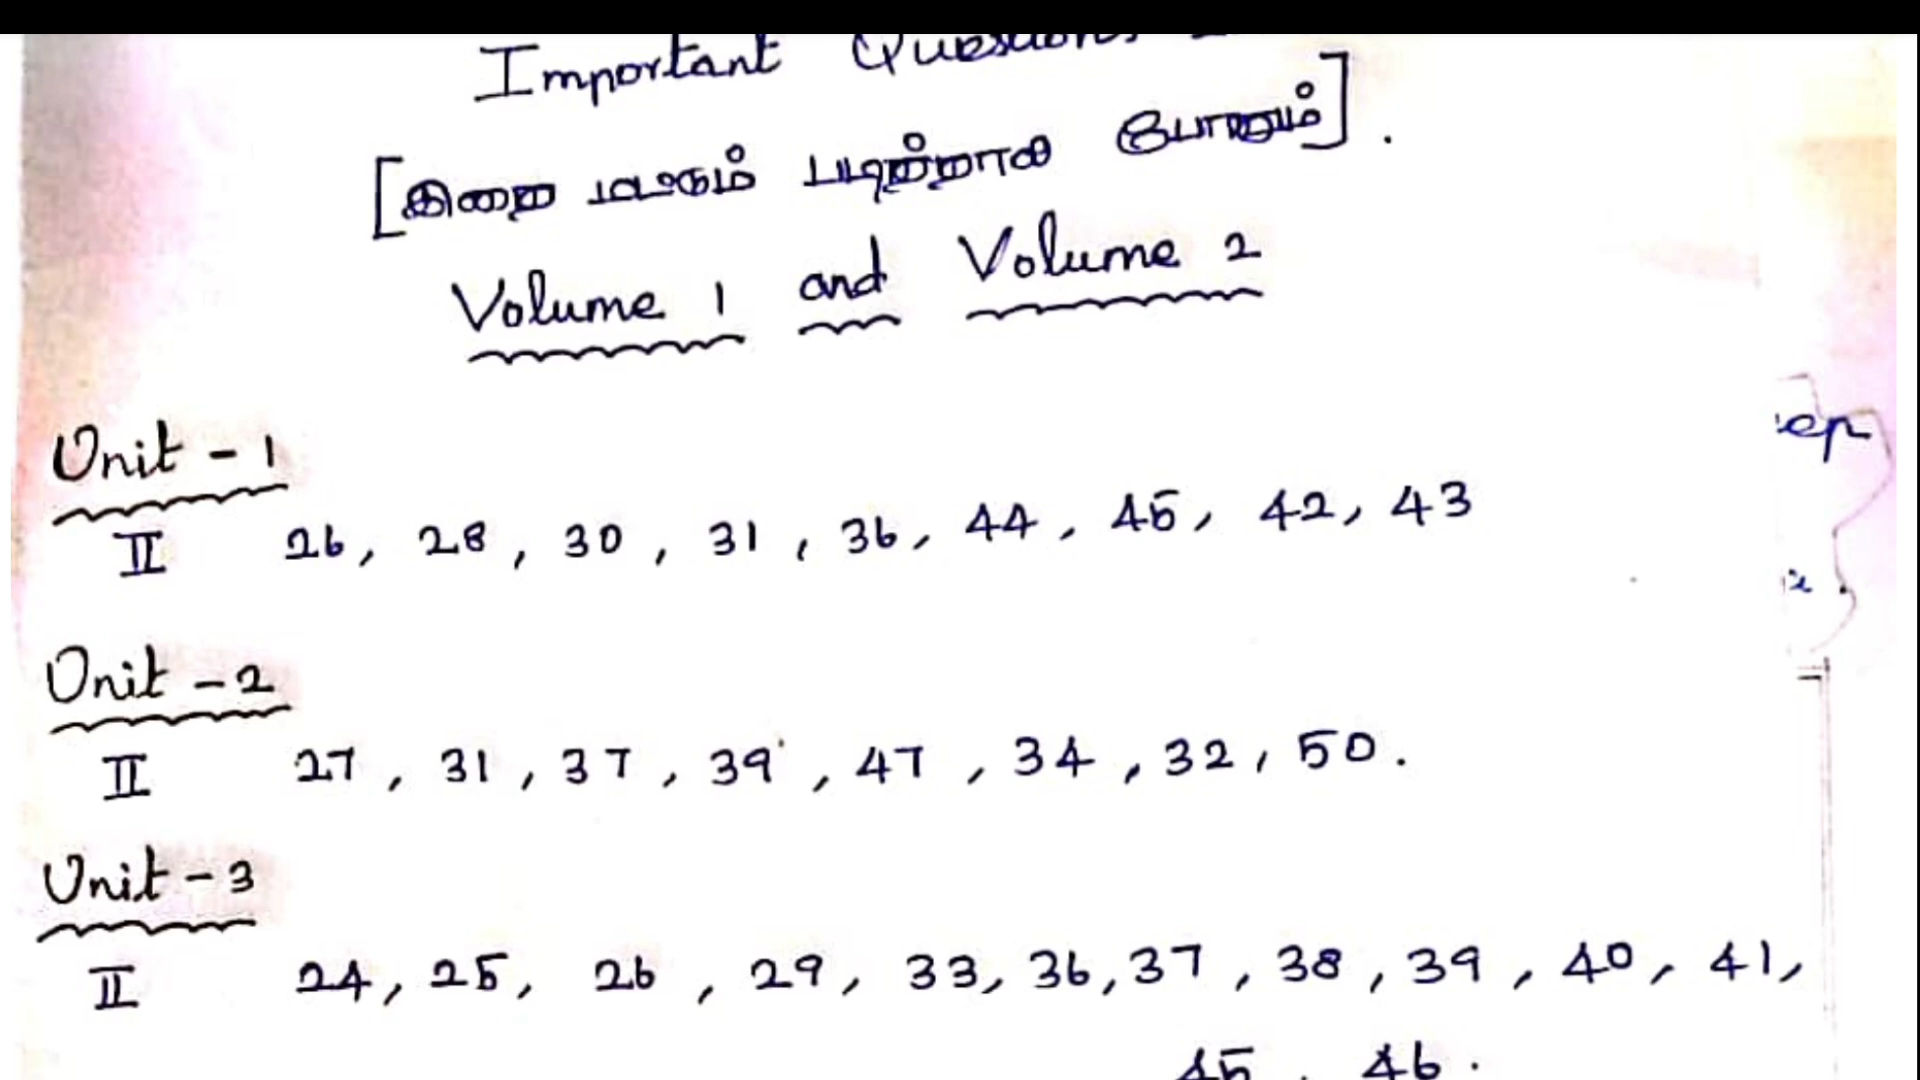 Important Questions
[இதை மட்டும் படித்தால் போதும்].
Volume 1 and Volume 2
Unit - 1
II 26, 28, 30, 31, 36, 44, 45, 42, 43
Unit - 2
II 27, 31, 37, 39, 47, 34, 32, 50.
Unit - 3
II 24, 25, 26, 29, 33, 36, 37, 38, 39, 40, 41,
45, 46.